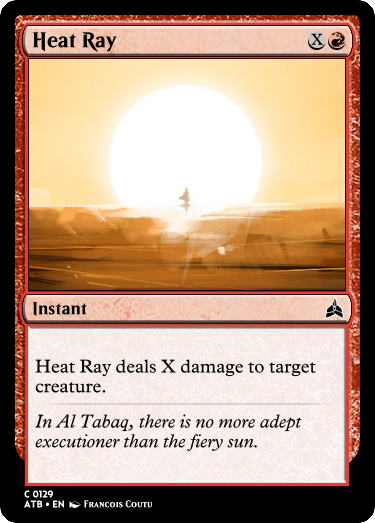 Heat Ray X
Instant
Heat Ray deals X damage to target
creature.
In Al Tabaq, there is no more adept
executioner than the fiery sun.
C 0129
ATB • EN Francois Coutu